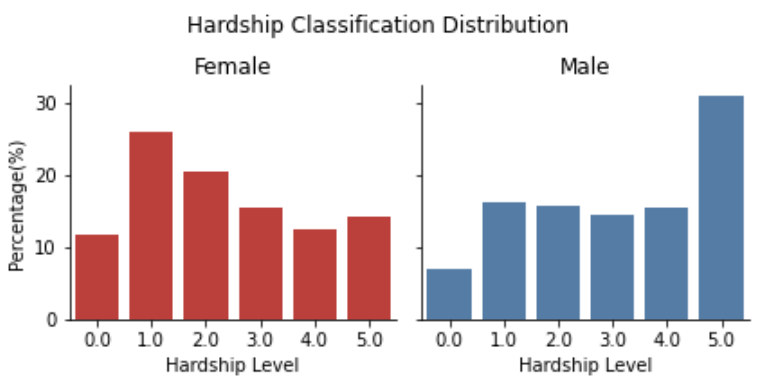 Hardship Classification Distribution
Female
Male
30
20
10
0
Percentage(%)
0.0 1.0 2.0 3.0 4.0 5.0
0.0 1.0 2.0 3.0 4.0 5.0
Hardship Level
Hardship Level